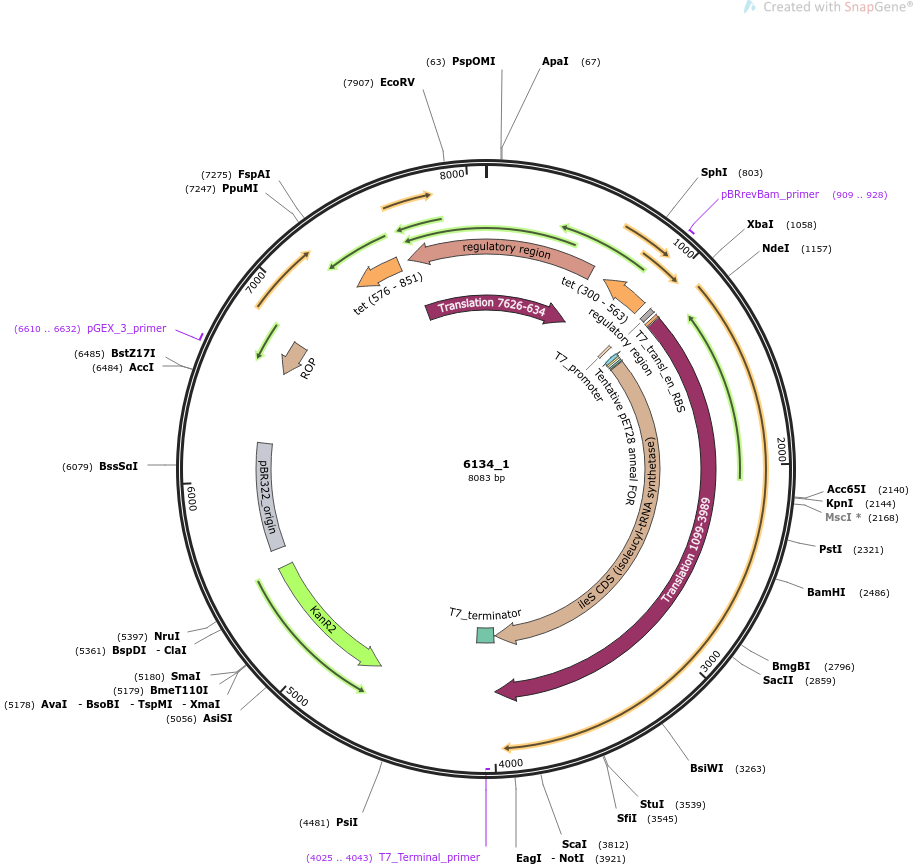 Created with SnapGene®
(63) PspOMI
ApaI (67)
(7907) EcoRV
8000
(7275) FspAI
(7247) PpuMI
SphI (803)
pBRrevBam_primer (909 .. 928)
XbaI (1058)
NdeI (1157)
1000
regulatory region
tet (576 - 851)
Translation 7626-634
tet (300 - 563)
regulatory region
T7_transl_en_RBS
T7_promoter
Tentative pET28 anneal FOR
7000
(6610 .. 6632) pGEX_3_primer
(6485) BstZ17I
(6484) AccI
ROP
2000
(6079) BssSαI
6000
pBR322_origin
6134_1
8083 bp
ileS CDS (isoleucyl-tRNA synthetase)
Translation 1099-3989
Acc65I (2140)
KpnI (2144)
MscI * (2168)
PstI (2321)
BamHI (2486)
KanR2
T7_terminator
(5397) NruI
(5361) BspDI - ClaI
(5180) SmaI
(5179) BmeT110I
(5178) AvaI - BsoBI - TspMI - XmaI
(5056) AsiSI
5000
3000
BmgBI (2796)
SacII (2859)
BsiWI (3263)
4000
StuI (3539)
SfiI (3545)
(4481) PsiI
ScaI (3812)
(4025 .. 4043) T7_Terminal_primer
EagI - NotI (3921)